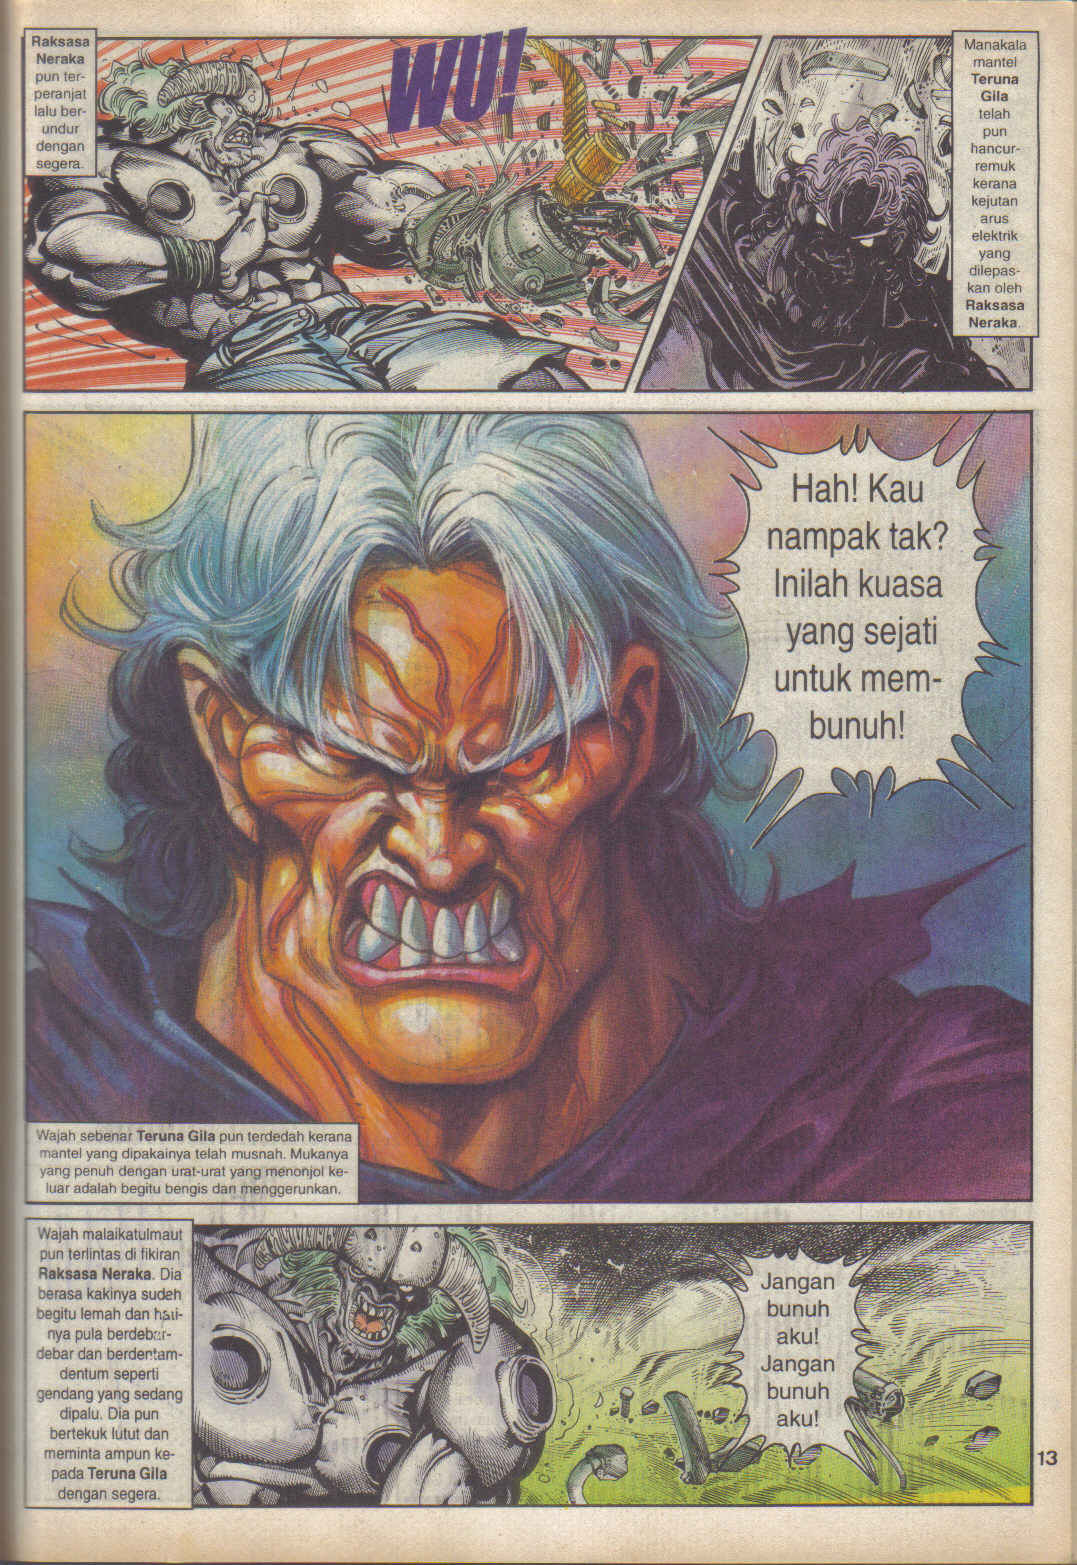 Raksasa
Neraka
pun ter-
peranjat
lalu ber-
undur
dengan
segera.
WU!
Manakala
mantel
Teruna
Gila
telah
pun
hancur-
remuk
kerana
kejutan
arus
elektrik
yang
dilepas-
kan oleh
Raksasa
Neraka.
Hah! Kau
nampak tak?
Inilah kuasa
yang sejati
untuk mem-
bunuh!
Wajah sebenar Teruna Gila pun terdedah kerana
mantel yang dipakainya telah musnah. Mukanya
yang penuh dengan urat-urat yang menonjol ke-
luar adalah begitu bengis dan menggerunkan.
Wajah malaikatulmaut
pun terlintas di fikiran
Raksasa Neraka. Dia
berasa kakinya sudeh
begitu lemah dan hati-
nya pula berdebar-
debar dan berdentam-
dentum seperti
gendang yang sedang
dipalu. Dia pun
bertekuk lutut dan
meminta ampun ke-
pada Teruna Gila
dengan segera.
Jangan
bunuh
aku!
Jangan
bunuh
aku!
13